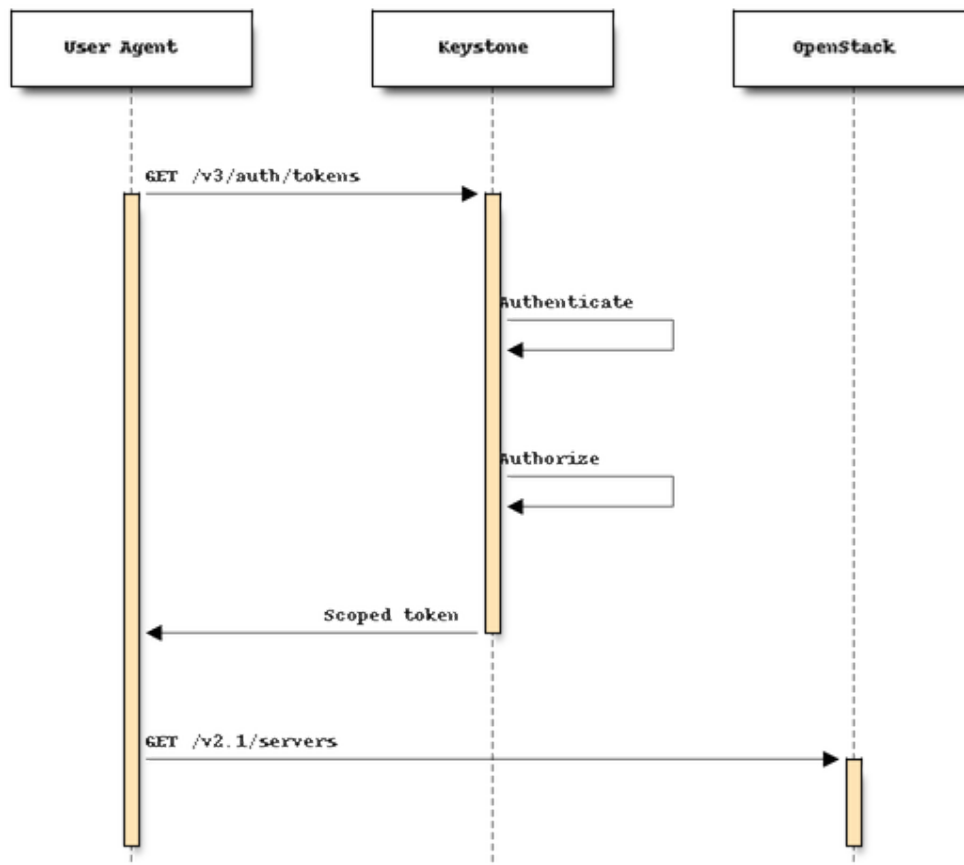 User Agent
Keystone
OpenStack
GET /v3/auth/tokens
Authenticate
Authorize
Scoped token
GET /v2.1/servers